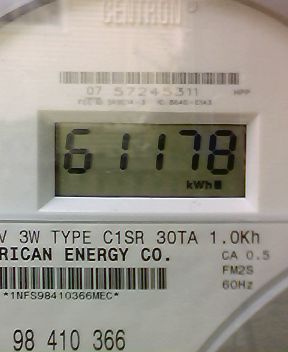 CENTRON
07 57245311 HPP
61178
kWh
V 3W TYPE C1SR 30TA 1.0Kh
RICAN ENERGY CO. CA 0.5
FM2S
*1NFS98410366MEC* 60Hz
98 410 366